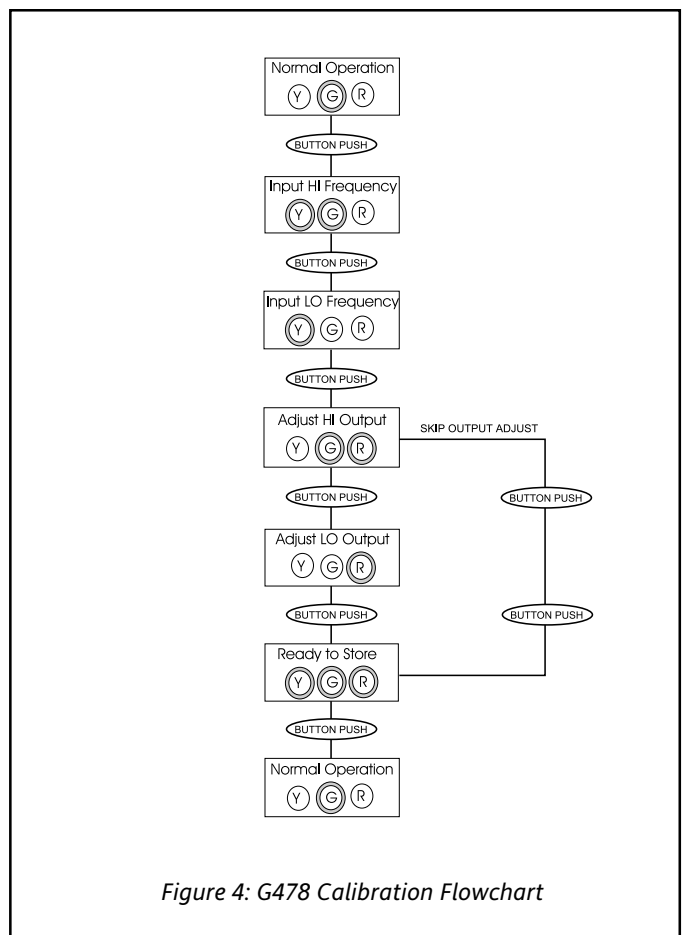 Normal Operation
Y G R
BUTTON PUSH
Input HI Frequency
Y G R
BUTTON PUSH
Input LO Frequency
Y G R
BUTTON PUSH
Adjust HI Output
Y G R
SKIP OUTPUT ADJUST
BUTTON PUSH
BUTTON PUSH
Adjust LO Output
Y G R
BUTTON PUSH
BUTTON PUSH
Ready to Store
Y G R
BUTTON PUSH
Normal Operation
Y G R
Figure 4: G478 Calibration Flowchart